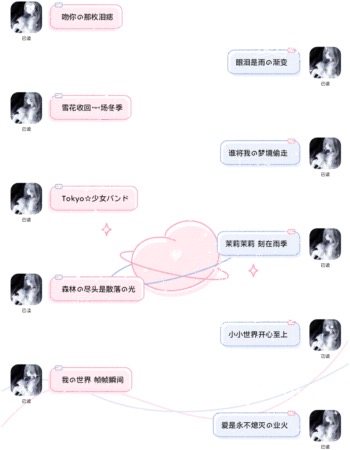 吻你の那枚泪痣
已读
眼泪是雨の渐变
已读
雪花收回一场冬季
已读
谁将我の梦境偷走
已读
Tokyo☆少女バンド
已读
茉莉茉莉 刻在雨季
已读
森林の尽头是散落の光
已读
小小世界开心至上
已读
我の世界 帧帧瞬间
已读
爱是永不熄灭の业火
已读